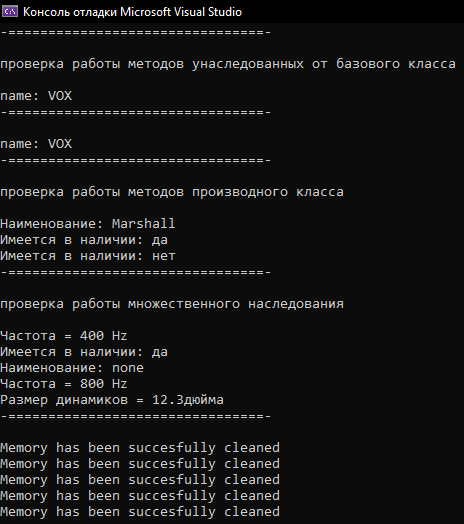 Консоль отладки Microsoft Visual Studio
-================================-
проверка работы методов унаследованных от базового класса
name: VOX
-================================-
name: VOX
-================================-
проверка работы методов производного класса
Наименование: Marshall
Имеется в наличии: да
Имеется в наличии: нет
-================================-
проверка работы множественного наследования
Частота = 400 Hz
Имеется в наличии: да
Наименование: none
Частота = 800 Hz
Размер динамиков = 12.3дюйма
-================================-
Memory has been succesfully cleaned
Memory has been succesfully cleaned
Memory has been succesfully cleaned
Memory has been succesfully cleaned
Memory has been succesfully cleaned